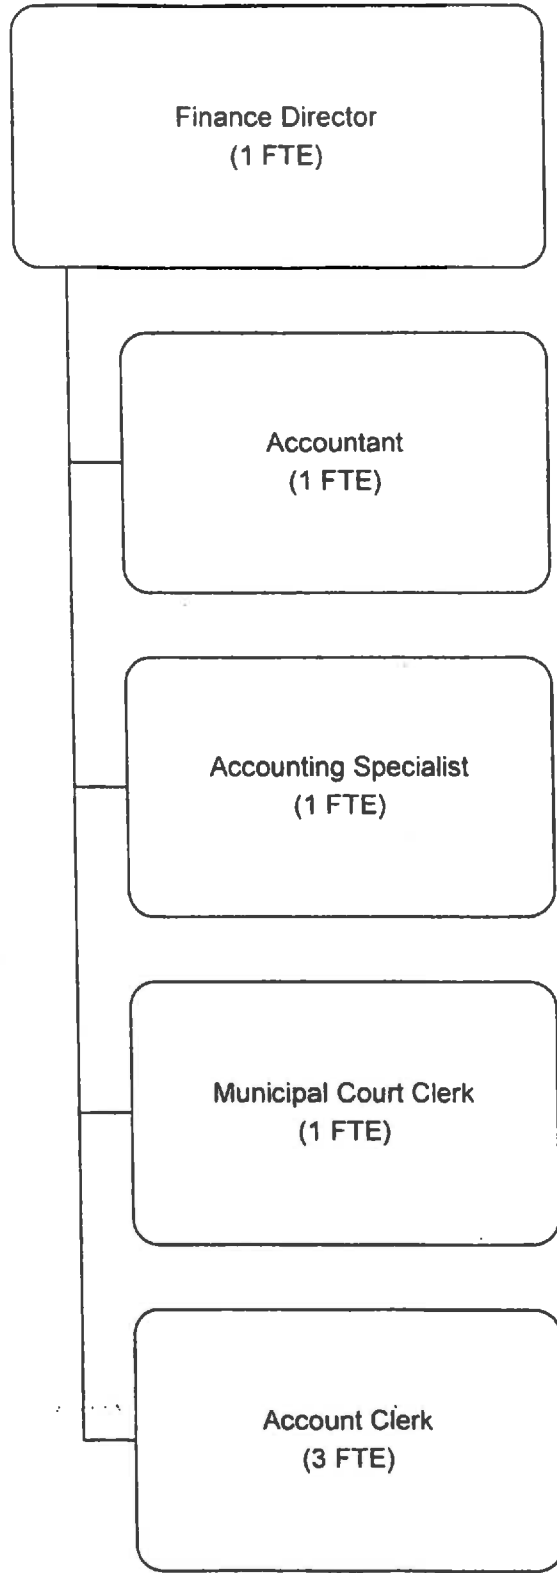 Finance Director
(1 FTE)
Accountant
(1 FTE)
Accounting Specialist
(1 FTE)
Municipal Court Clerk
(1 FTE)
Account Clerk
(3 FTE)